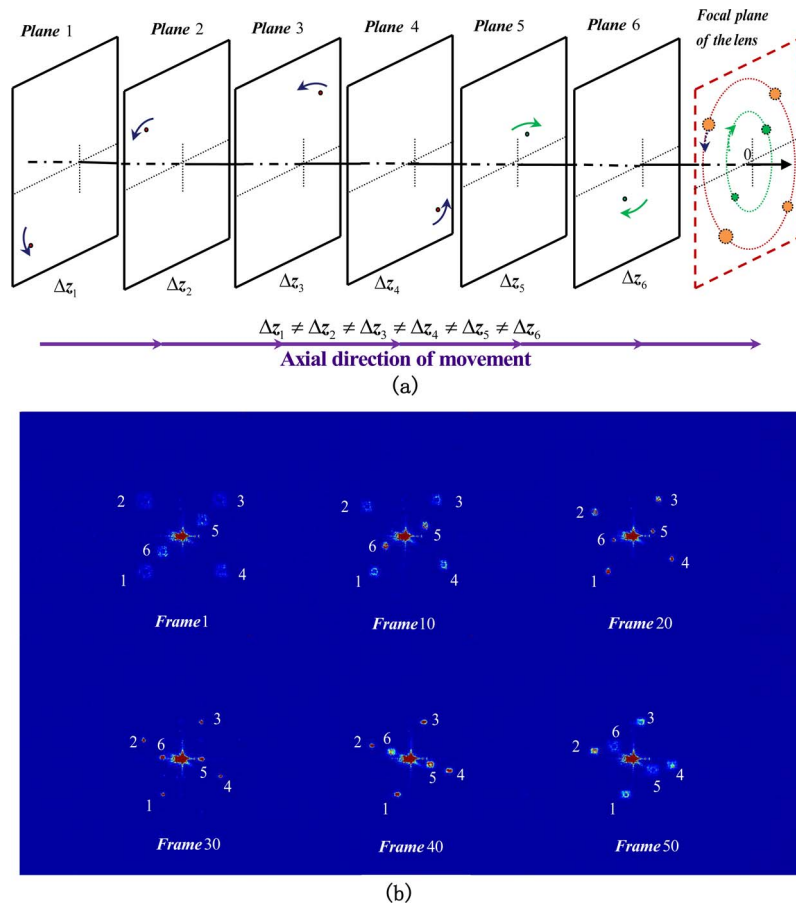 Plane 1 Plane 2 Plane 3 Plane 4 Plane 5 Plane 6 Focal plane
of the lens
0
Δz1 Δz2 Δz3 Δz4 Δz5 Δz6
Δz1 ≠ Δz2 ≠ Δz3 ≠ Δz4 ≠ Δz5 ≠ Δz6
Axial direction of movement
(a)
2 3 2 3 2 3
5 5 5
6 6 6
1 4 1 4 1 4
Frame 1 Frame 10 Frame 20
3 3 3
2 6 2 6 2 6
5 4 5 4 5 4
1 1 1
Frame 30 Frame 40 Frame 50
(b)